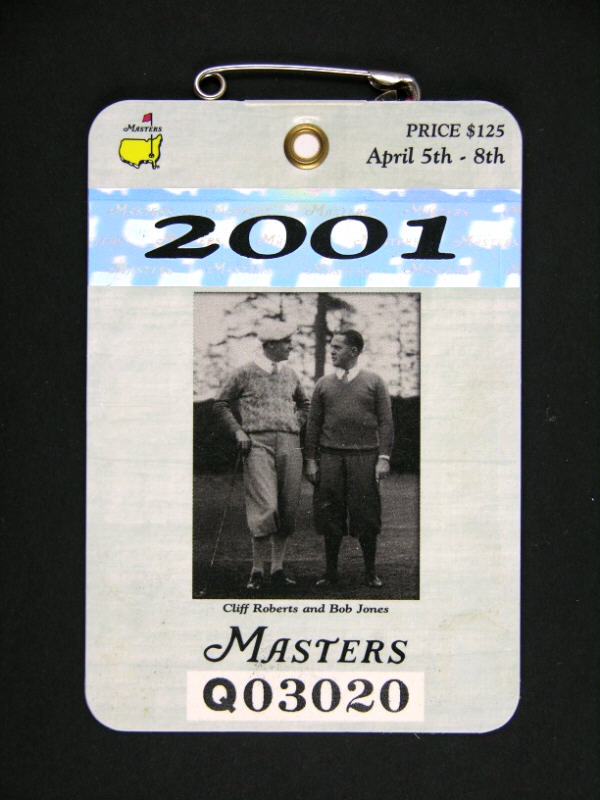 MASTERS
PRICE $125
April 5th - 8th
2001
Cliff Roberts and Bob Jones
MASTERS
Q03020